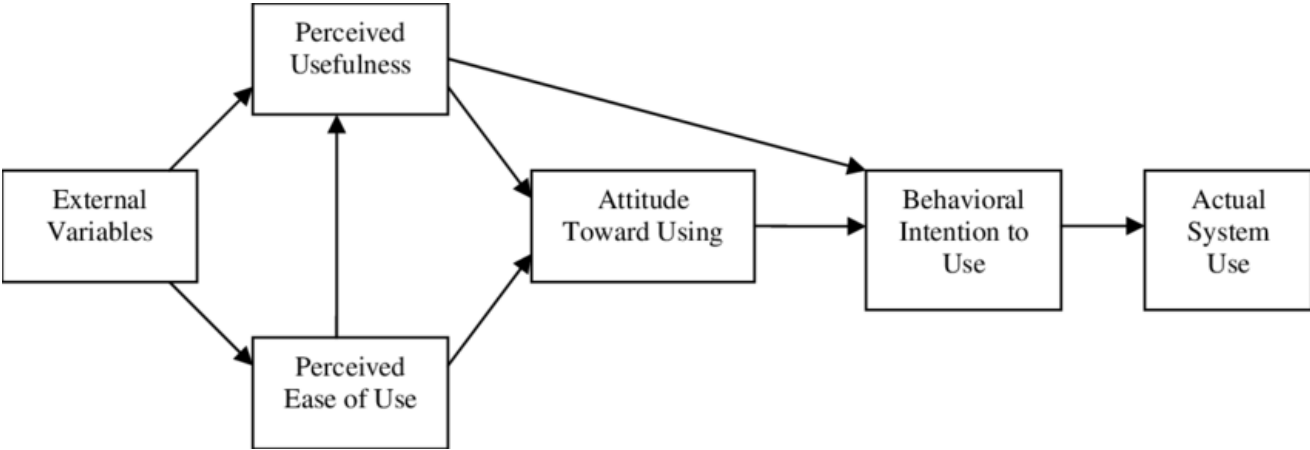 Perceived
Usefulness
External
Variables
Attitude
Toward Using
Behavioral
Intention to
Use
Actual
System
Use
Perceived
Ease of Use